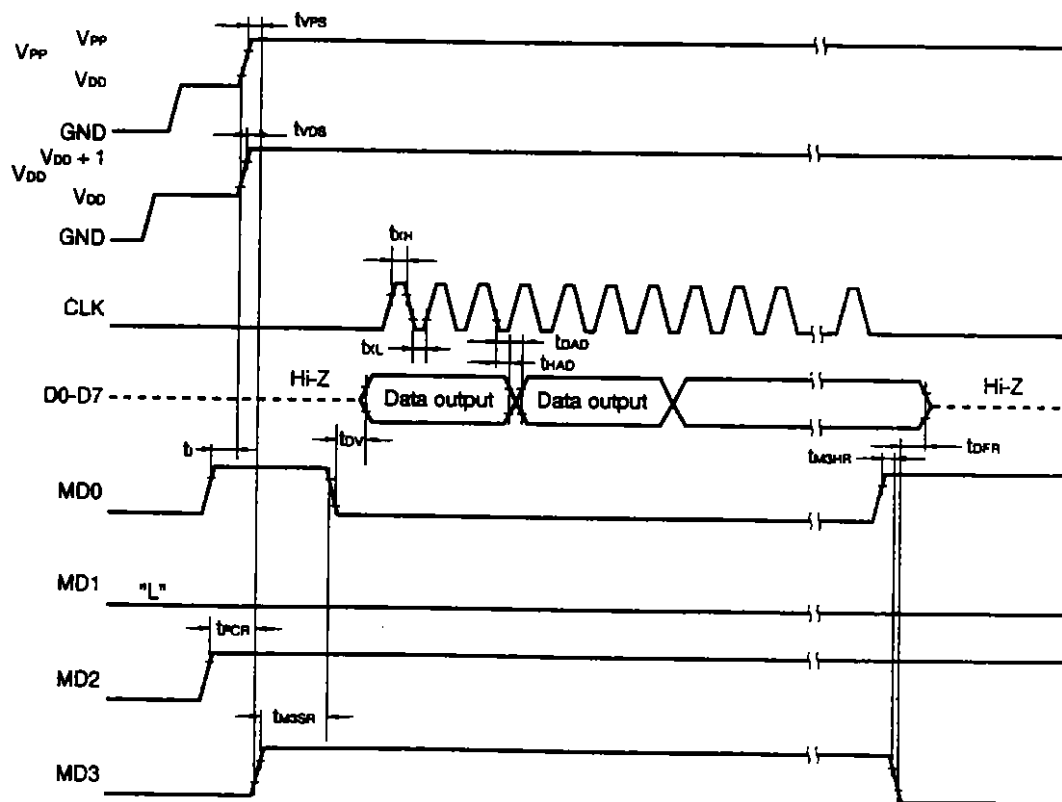 tVPS
VPP
VPP
VDD
GND
tVDS
VDD + 1
VDD
VDD
GND
tXH
CLK
tXL
tDAD
tHAD
Hi-Z
D0-D7
Data output
Data output
Hi-Z
tDV
tI
tM3HR
tDFR
MD0
MD1
"L"
tPCR
MD2
tM3SR
MD3